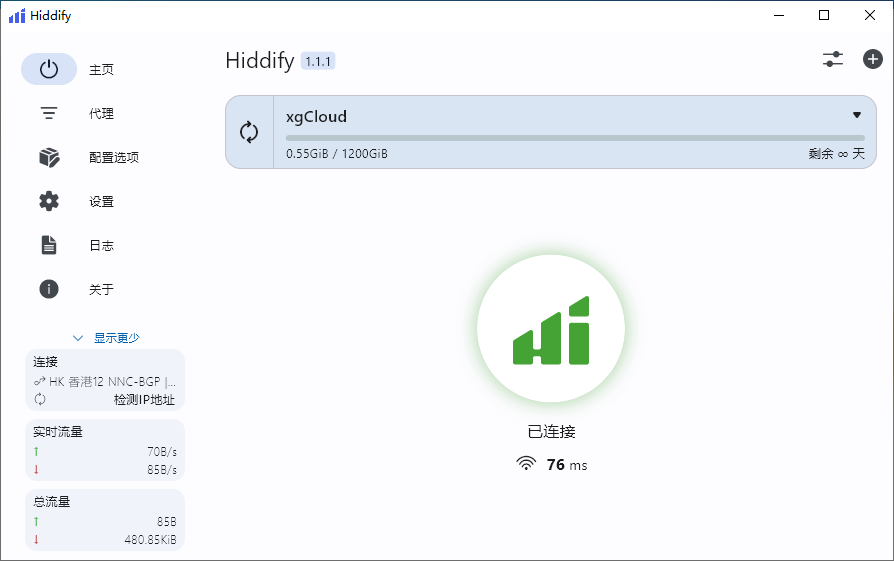 Hiddify
主页
代理
配置选项
设置
日志
关于
显示更少
连接
HK 香港12 NNC-BGP |...
检测IP地址
实时流量
↑ 70B/s
↓ 85B/s
总流量
↑ 85B
↓ 480.85KiB
Hiddify 1.1.1
xgCloud
0.55GiB / 1200GiB 剩余 ∞ 天
已连接
76 ms